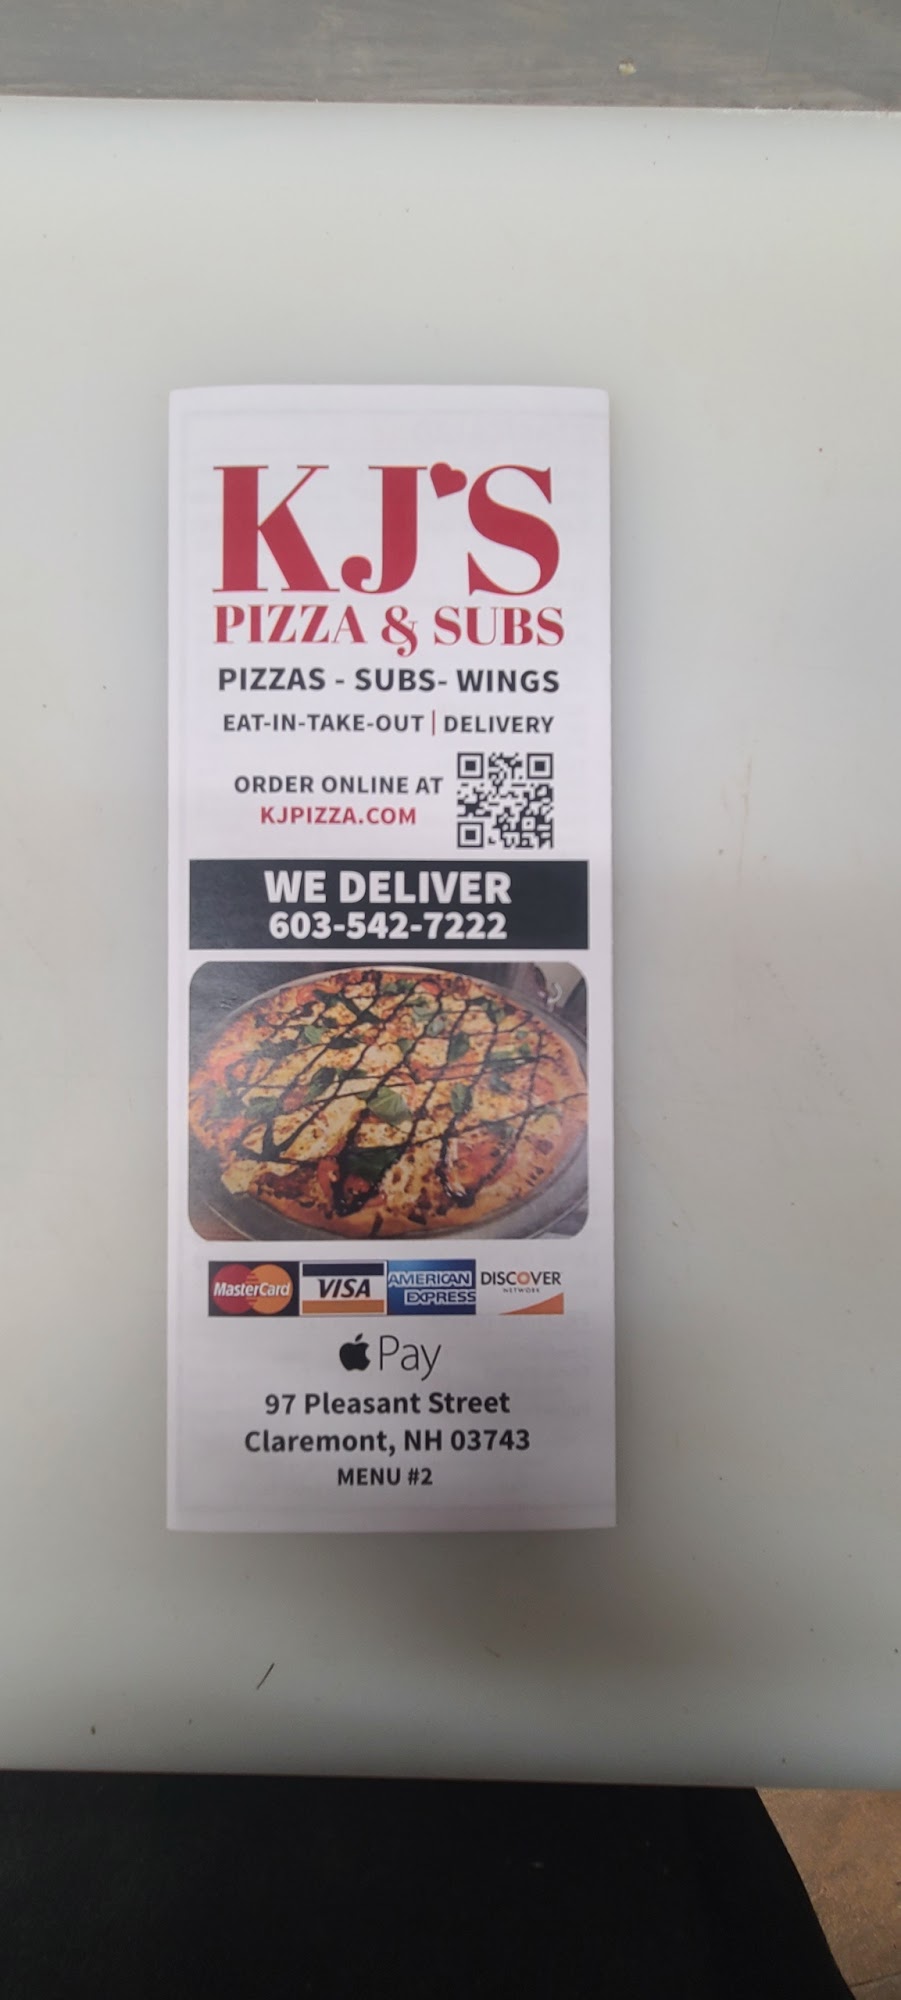 KJ'S
PIZZA & SUBS
PIZZAS - SUBS- WINGS
EAT-IN-TAKE-OUT | DELIVERY
ORDER ONLINE AT
KJPIZZA.COM
WE DELIVER
603-542-7222
MasterCard VISA AMERICAN EXPRESS DISCOVER NETWORK
Pay
97 Pleasant Street
Claremont, NH 03743
MENU #2